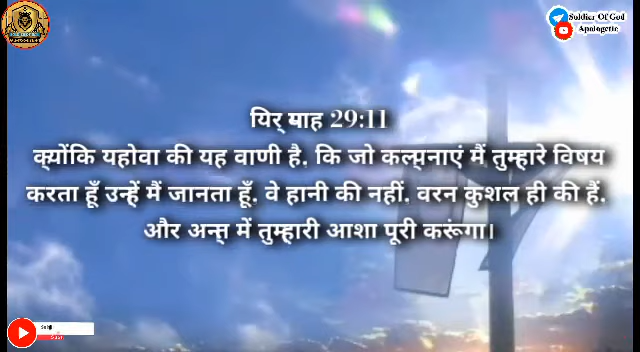 Soldier Of God
Apologetic
यिर्मयाह 29:11
क्योंकि यहोवा की यह वाणी है, कि जो कल्पनाएं मैं तुम्हारे विषय
करता हूँ उन्हें मैं जानता हूँ, वे हानी की नहीं, वरन कुशल ही की हैं,
और अन्त में तुम्हारी आशा पूरी करूंगा।